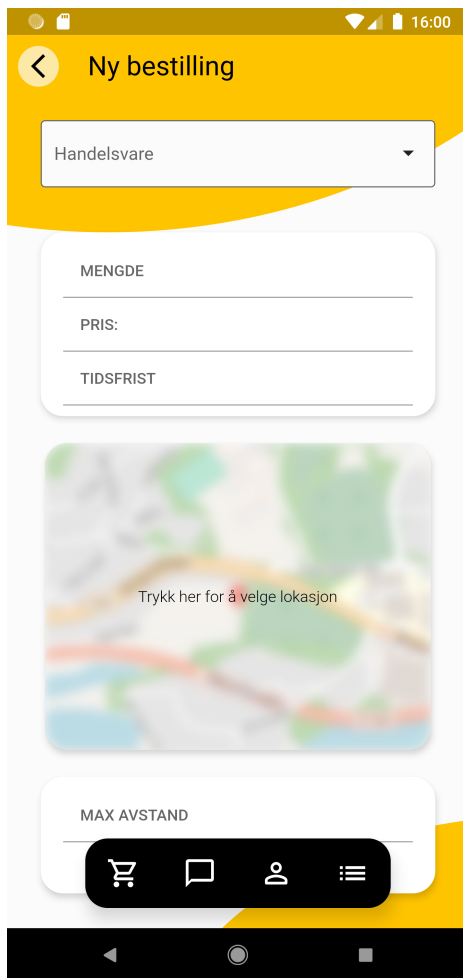 16:00
Ny bestilling
Handelsvare
MENGDE
PRIS:
TIDSFRIST
Trykk her for å velge lokasjon
MAX AVSTAND